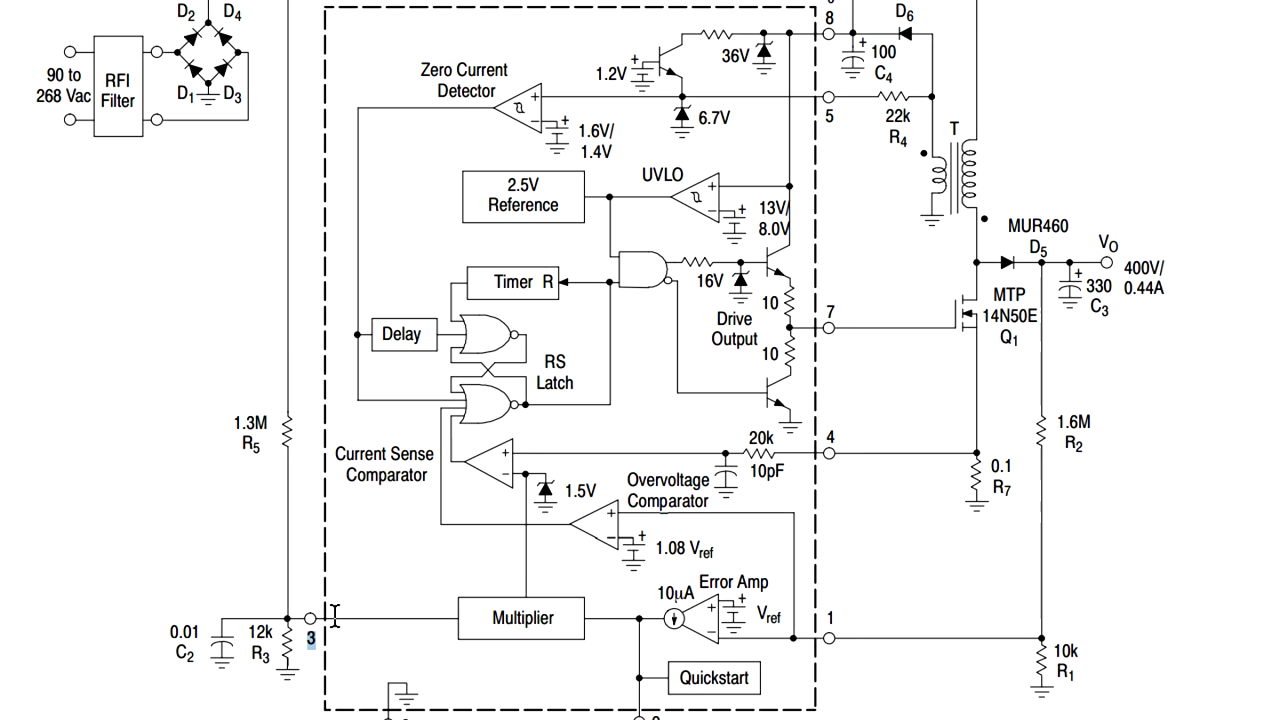 D2 D4
8
D6
90 to
268 Vac
RFI
Filter
D1 D3
Zero Current
Detector
1.2V
+
36V
+
100
C4
+
−
6.7V
+
1.6V/
1.4V
5
22k
R4
T
2.5V
Reference
UVLO
+
−
+
13V/
8.0V
MUR460
D5
VO
400V/
0.44A
+
330
C3
Timer R
16V
10
Drive
Output
7
MTP
14N50E
Q1
Delay
10
RS
Latch
1.3M
R5
Current Sense
Comparator
+
−
20k
10pF
4
1.6M
R2
0.1
R7
1.5V
Overvoltage
Comparator
+
−
+
1.08 Vref
10µA
Error Amp
+
−
+
Vref
Multiplier
1
3
0.01
C2
12k
R3
Quickstart
10k
R1